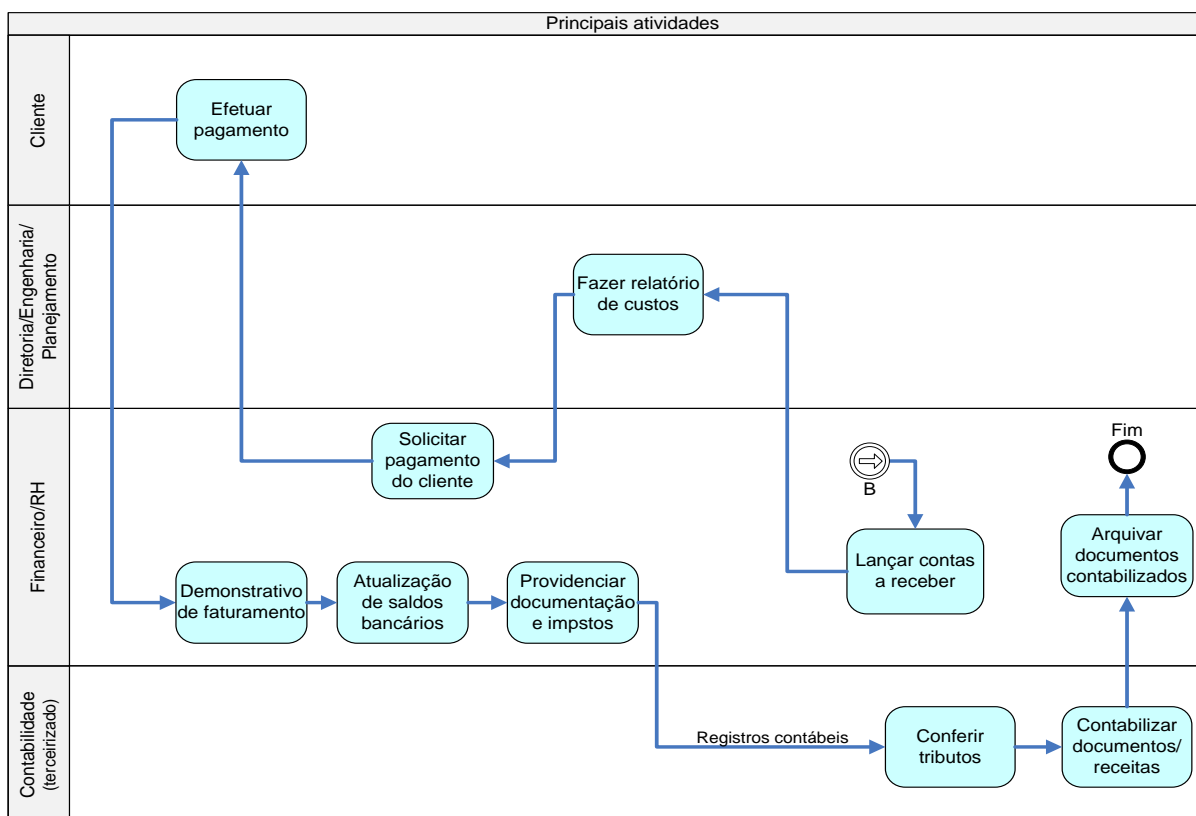 Principais atividades
Cliente
Efetuar
pagamento
Diretoria/Engenharia/
Planejamento
Fazer relatório
de custos
Financeiro/RH
Solicitar
pagamento
do cliente
B
Fim
Lançar contas
a receber
Arquivar
documentos
contabilizados
Demonstrativo
de faturamento
Atualização
de saldos
bancários
Providenciar
documentação
e impstos
Contabilidade
(terceirizado)
Registros contábeis
Conferir
tributos
Contabilizar
documentos/
receitas